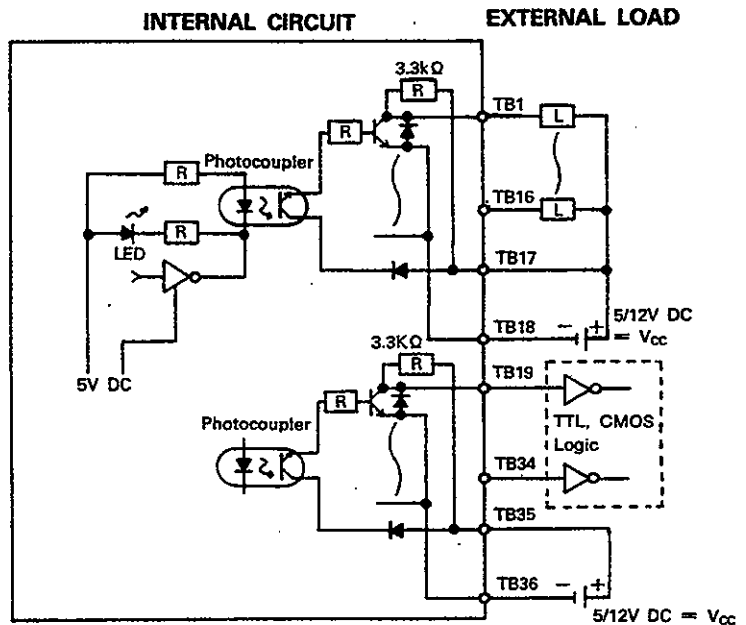 INTERNAL CIRCUIT
EXTERNAL LOAD
3.3kΩ
R
TB1
L
R
Photocoupler
R
TB16
L
R
LED
TB17
5/12V DC
= Vcc
TB18
− +
5V DC
3.3KΩ
R
TB19
R
Photocoupler
TTL, CMOS
Logic
TB34
TB35
TB36
− +
5/12V DC = Vcc